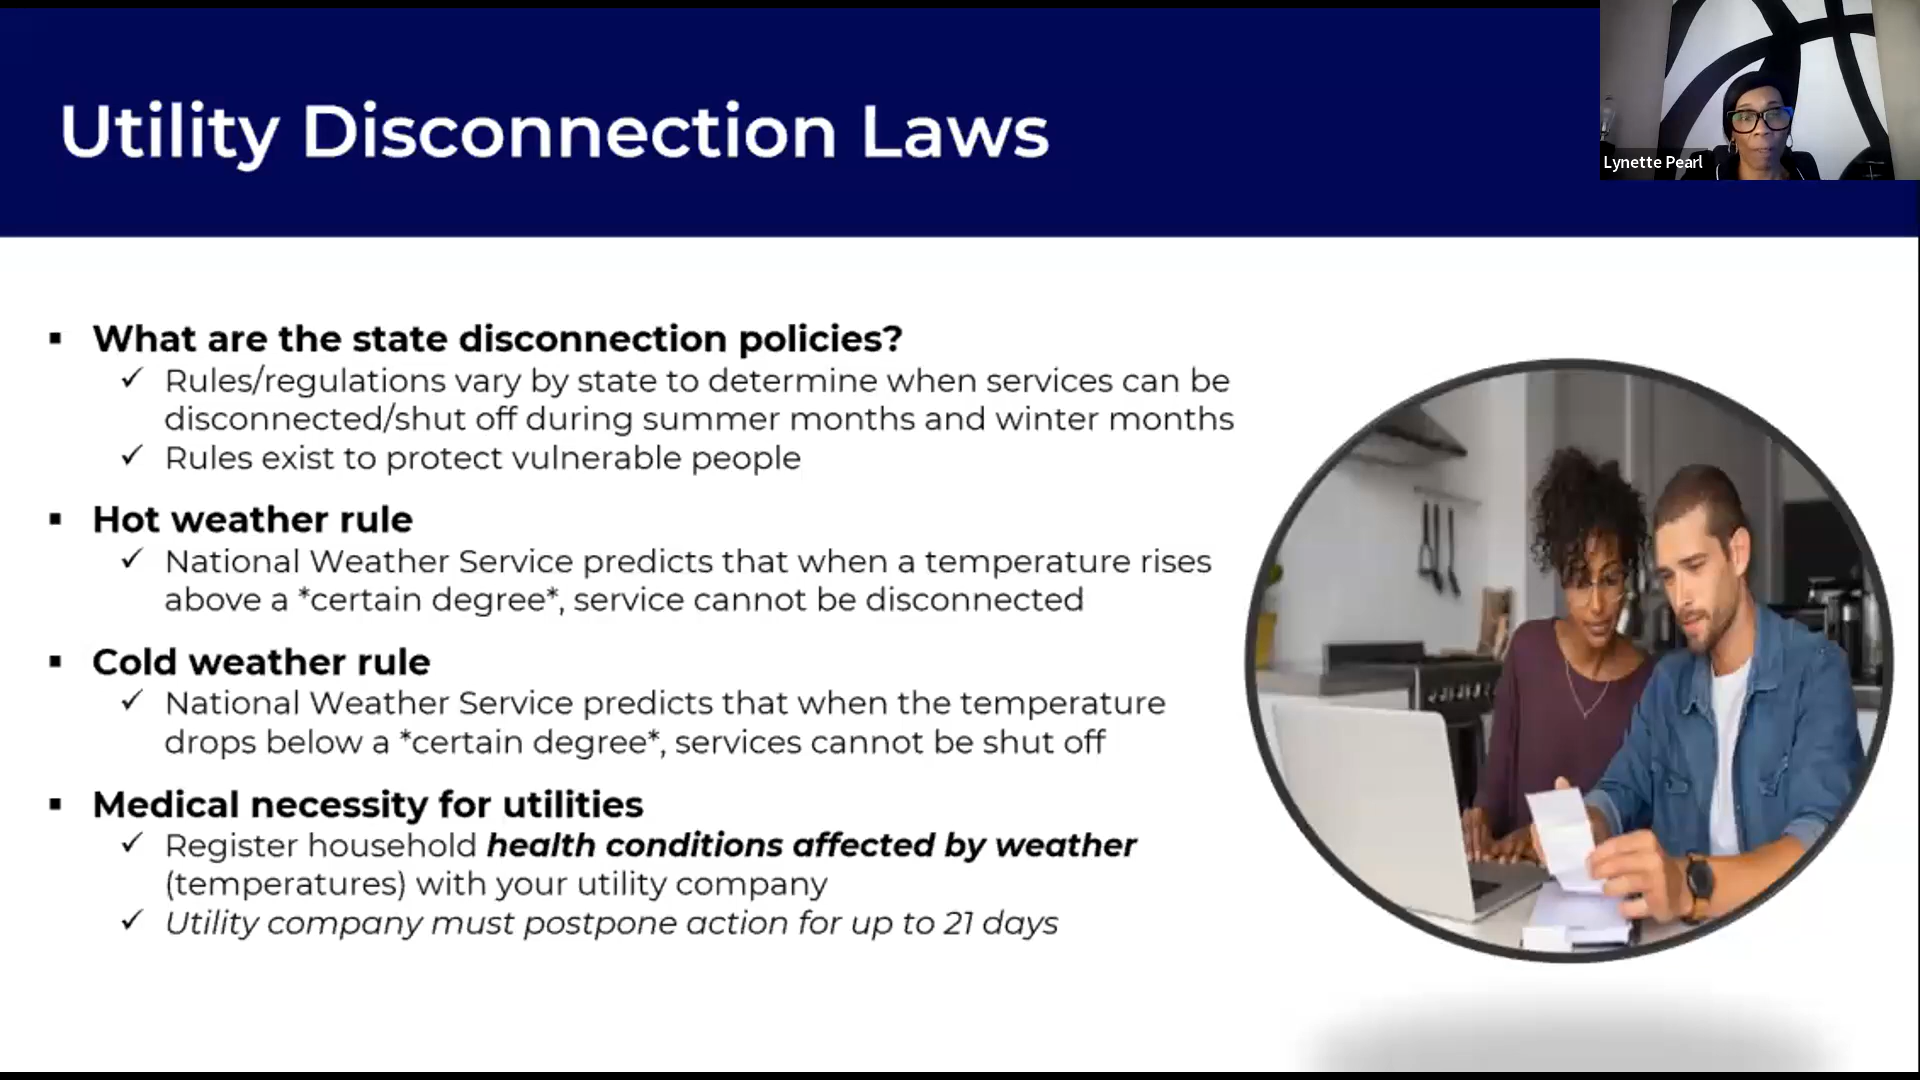 Utility Disconnection Laws
Lynette Pearl
▪ What are the state disconnection policies?
✓ Rules/regulations vary by state to determine when services can be
disconnected/shut off during summer months and winter months
✓ Rules exist to protect vulnerable people
▪ Hot weather rule
✓ National Weather Service predicts that when a temperature rises
above a *certain degree*, service cannot be disconnected
▪ Cold weather rule
✓ National Weather Service predicts that when the temperature
drops below a *certain degree*, services cannot be shut off
▪ Medical necessity for utilities
✓ Register household health conditions affected by weather
(temperatures) with your utility company
✓ Utility company must postpone action for up to 21 days